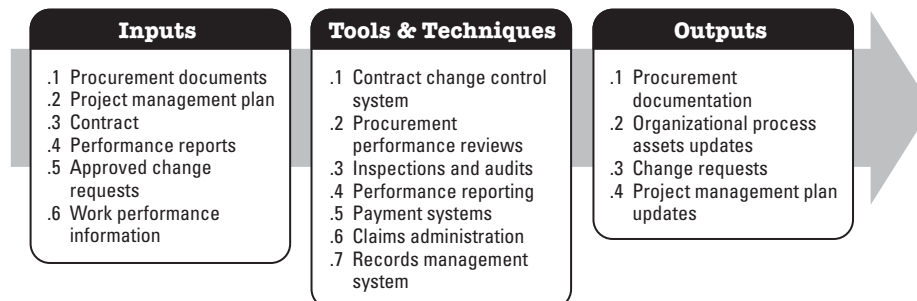 Inputs
.1 Procurement documents
.2 Project management plan
.3 Contract
.4 Performance reports
.5 Approved change
requests
.6 Work performance
information
Tools & Techniques
.1 Contract change control
system
.2 Procurement
performance reviews
.3 Inspections and audits
.4 Performance reporting
.5 Payment systems
.6 Claims administration
.7 Records management
system
Outputs
.1 Procurement
documentation
.2 Organizational process
assets updates
.3 Change requests
.4 Project management plan
updates